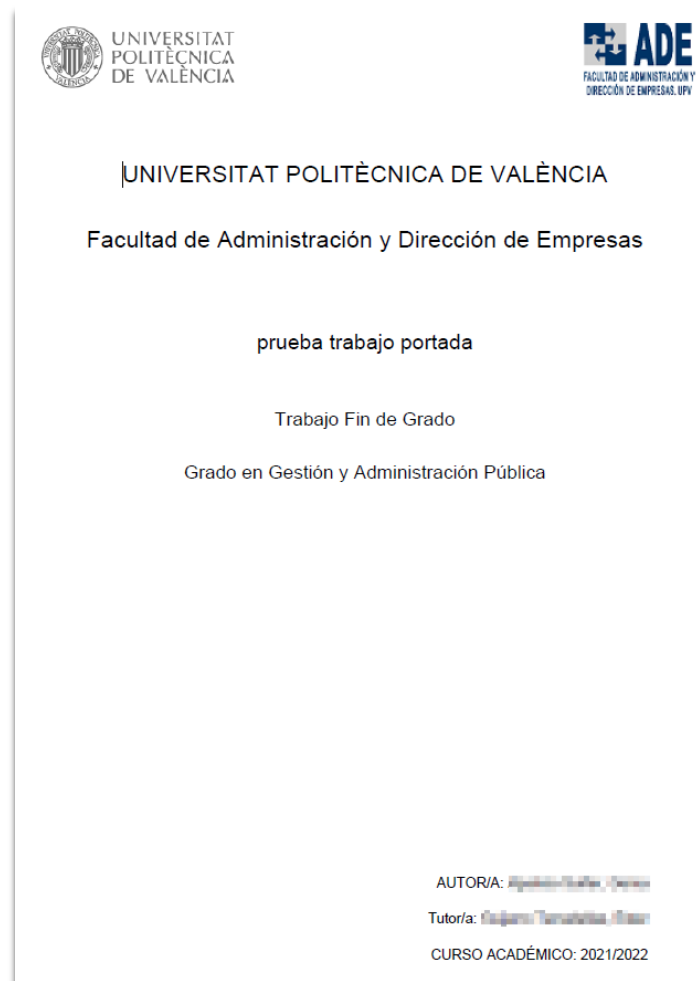 UNIVERSITAT
POLITÈCNICA
DE VALÈNCIA
ADE
FACULTAD DE ADMINISTRACIÓN Y
DIRECCIÓN DE EMPRESAS. UPV
UNIVERSITAT POLITÈCNICA DE VALÈNCIA
Facultad de Administración y Dirección de Empresas
prueba trabajo portada
Trabajo Fin de Grado
Grado en Gestión y Administración Pública
AUTOR/A:
Tutor/a:
CURSO ACADÉMICO: 2021/2022